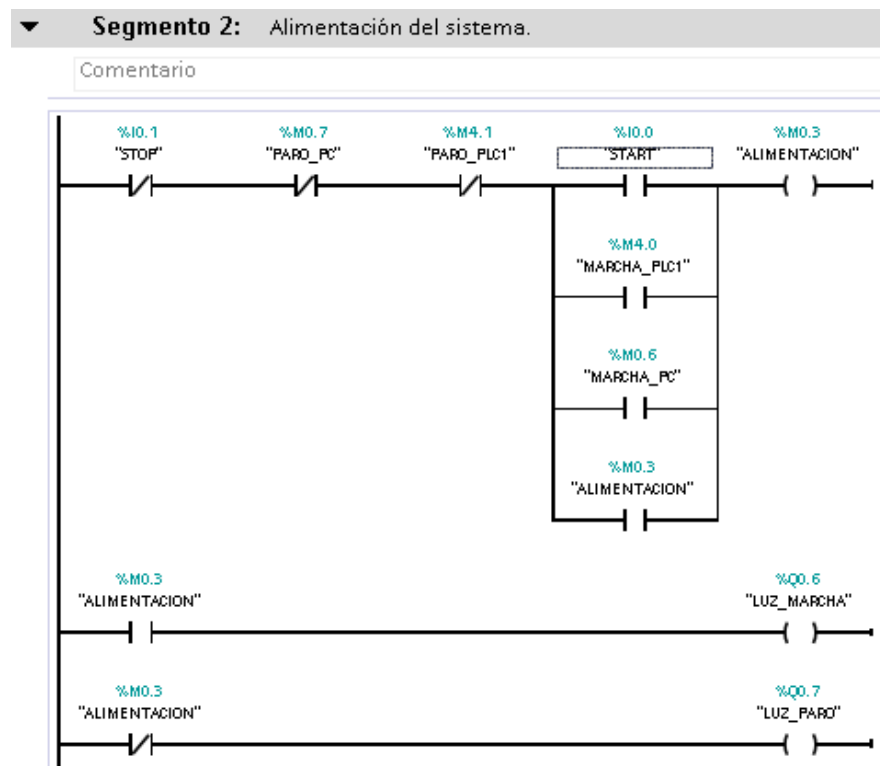 Segmento 2: Alimentación del sistema.
Comentario
%I0.1 %M0.7 %M4.1 %I0.0 %M0.3
"STOP" "PARO_PC" "PARO_PLC1" "START" "ALIMENTACION"
%M4.0
"MARCHA_PLC1"
%M0.6
"MARCHA_PC"
%M0.3
"ALIMENTACION"
%M0.3 %Q0.6
"ALIMENTACION" "LUZ_MARCHA"
%M0.3 %Q0.7
"ALIMENTACION" "LUZ_PARO"